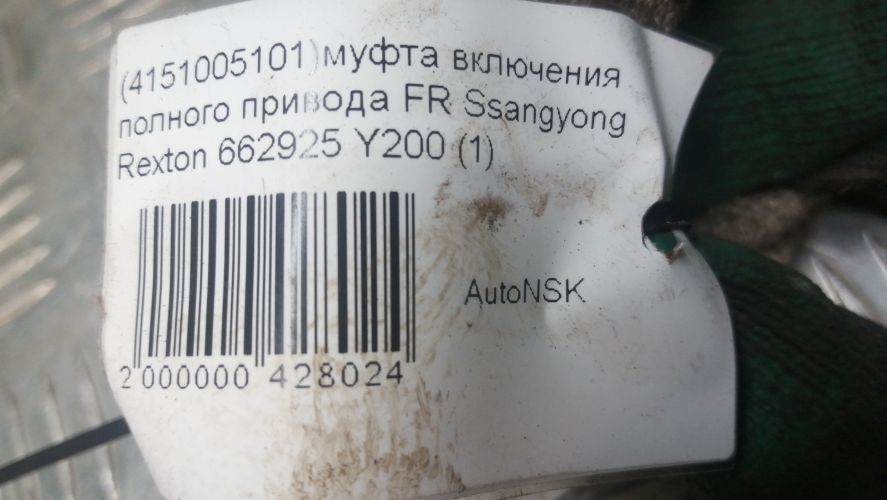 (4151005101)муфта включения
полного привода FR Ssangyong
Rexton 662925 Y200 (1)
AutoNSK
2 000000 428024